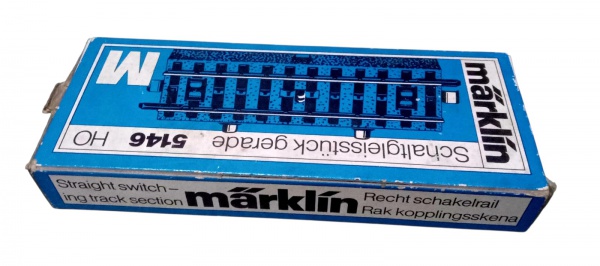 märklin
Schaltgleisstück gerade
5146 HO
M
Straight switch-
ing track section
märklin
Recht schakelrail
Rak kopplingsskena